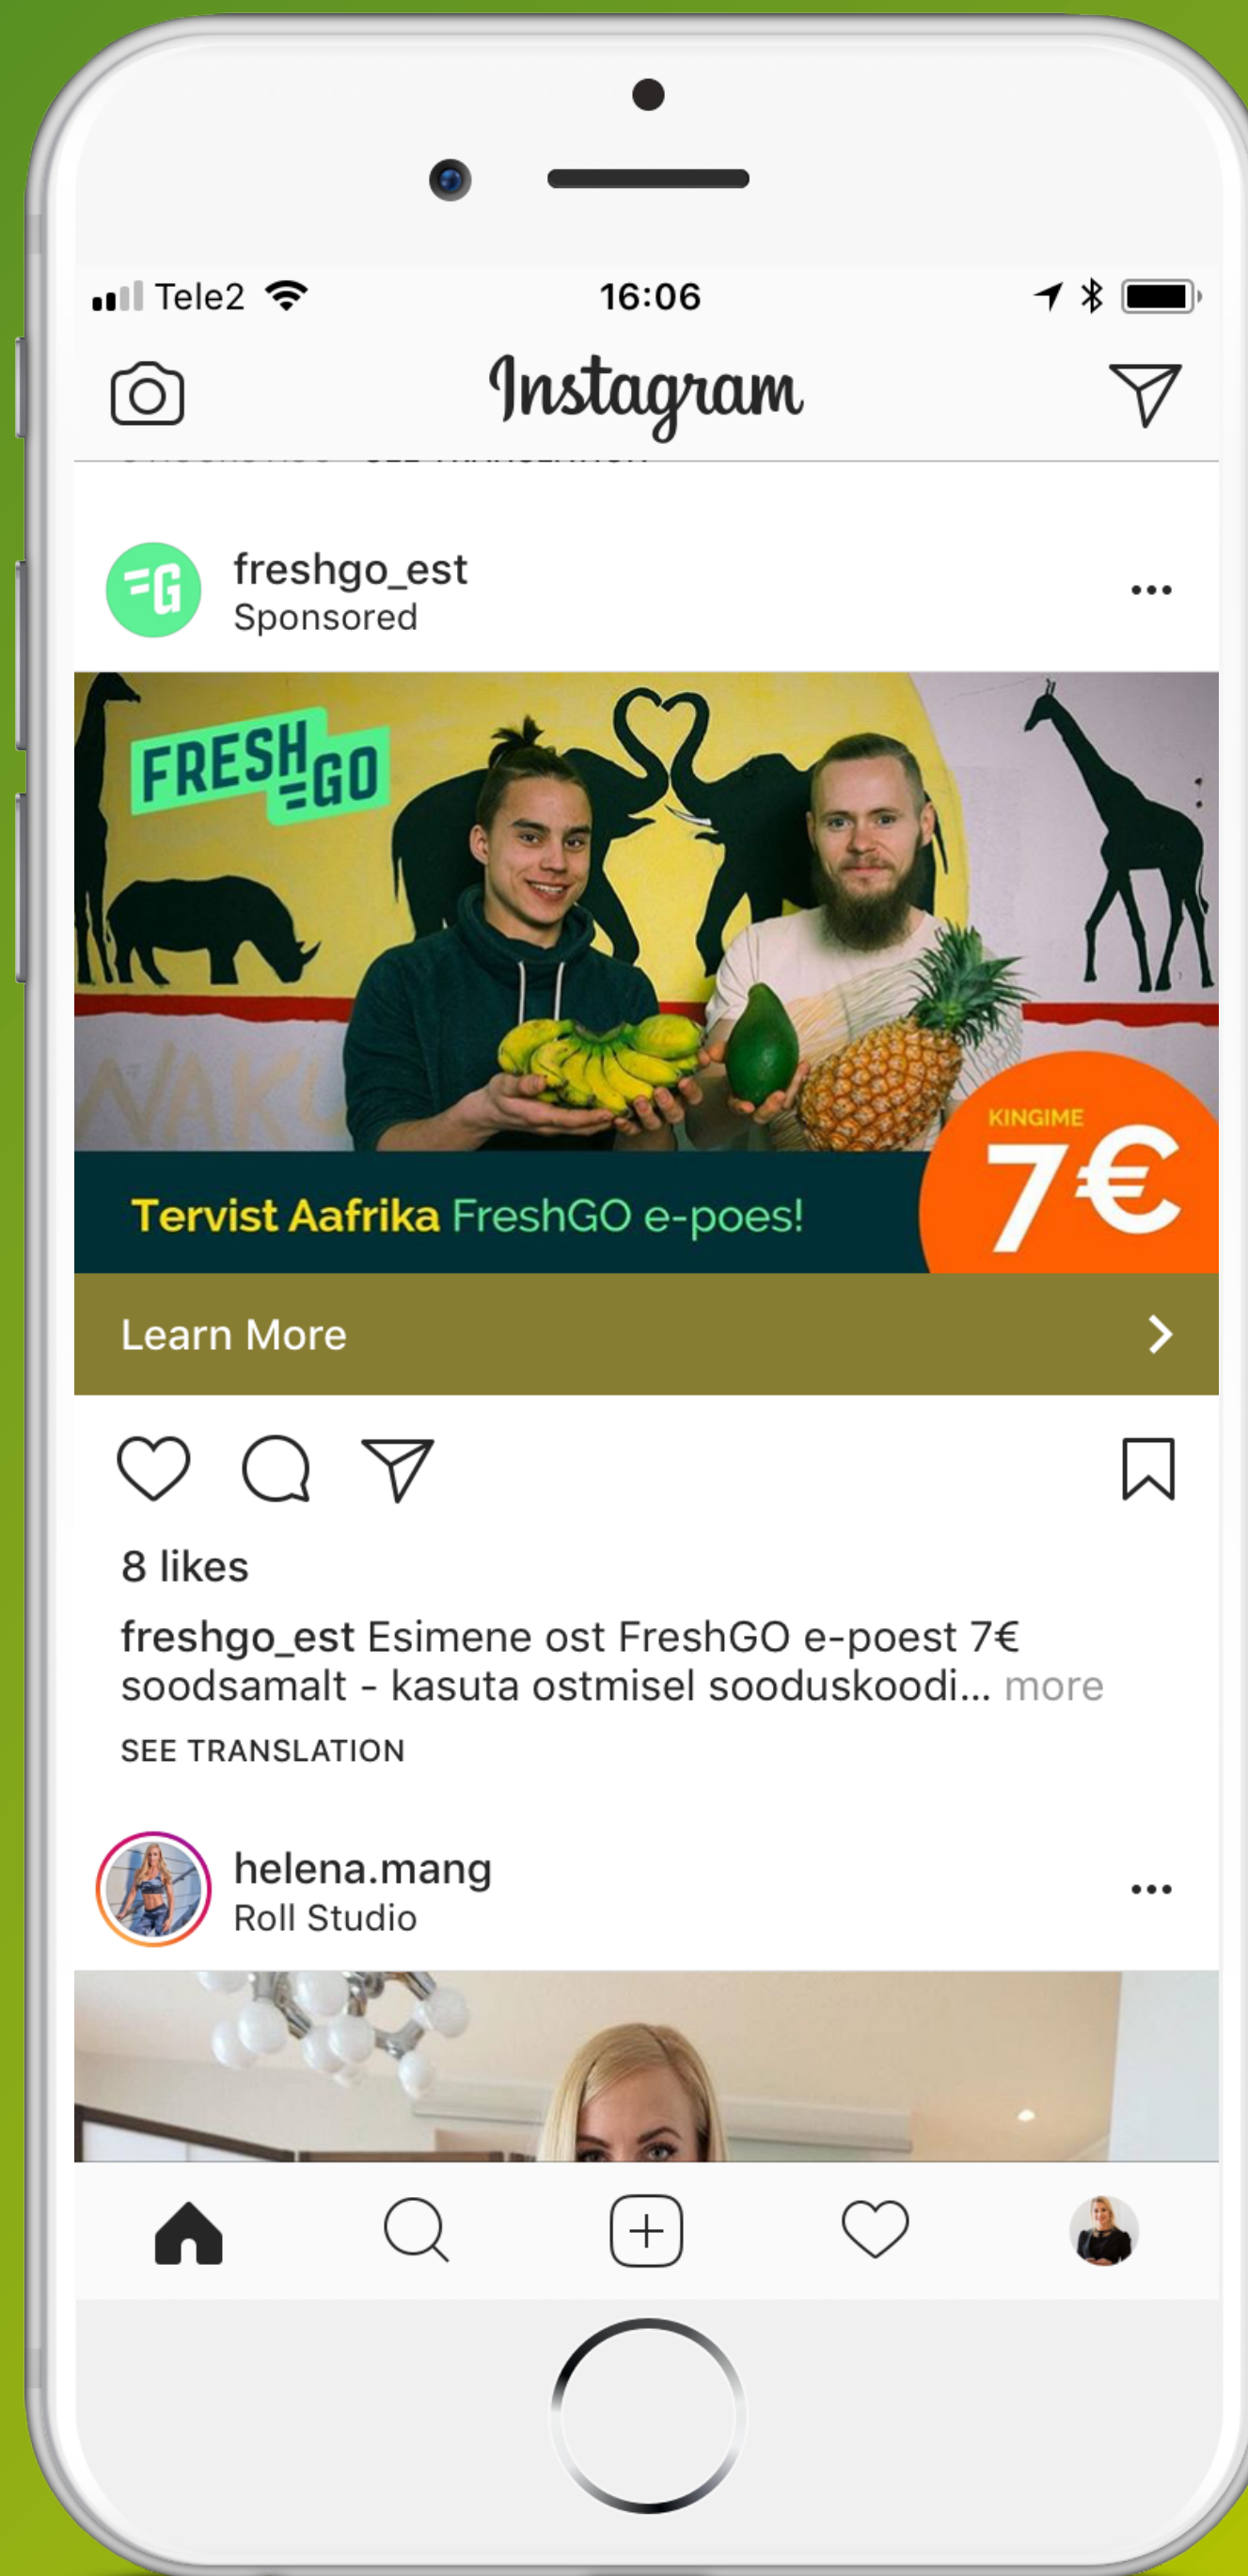 Tele2
16:06
Instagram
freshgo_est
Sponsored
FRESH
GO
KINGIME
7€
Tervist Aafrika FreshGO e-poes!
Learn More
8 likes
freshgo_est Esimene ost FreshGO e-poest 7€
soodsamalt - kasuta ostmisel sooduskoodi... more
SEE TRANSLATION
helena.mang
Roll Studio